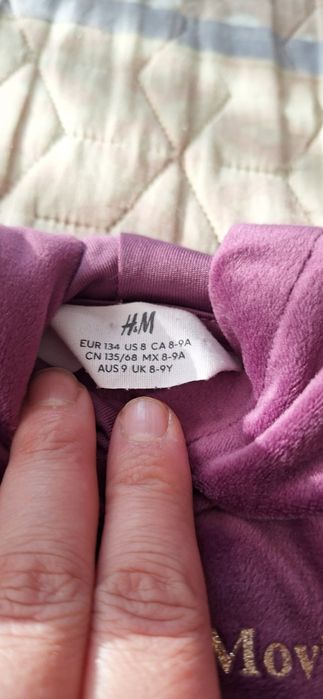 H&M
EUR 134 US 8 CA 8-9A
CN 135/68 MX 8-9A
AUS 9 UK 8-9Y
Mov